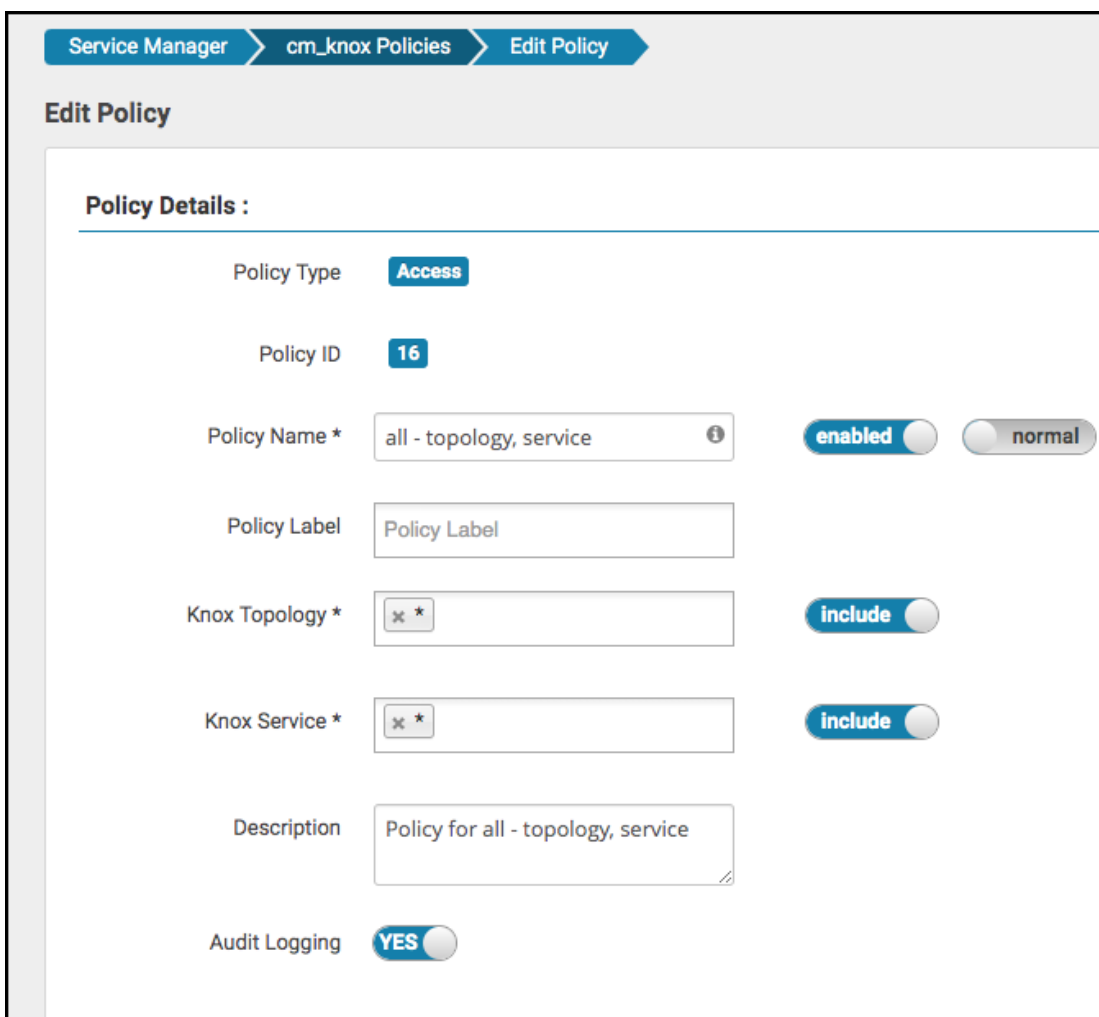 Service Manager cm_knox Policies Edit Policy
Edit Policy
Policy Details :
Policy Type Access
Policy ID 16
Policy Name * all - topology, service enabled normal
Policy Label Policy Label
Knox Topology * × * include
Knox Service * × * include
Description Policy for all - topology, service
Audit Logging YES